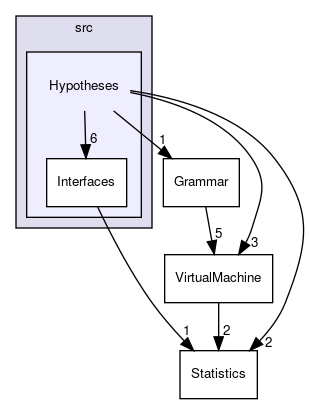 src
Hypotheses
6
1
Interfaces
Grammar
5
3
VirtualMachine
1
2
2
Statistics